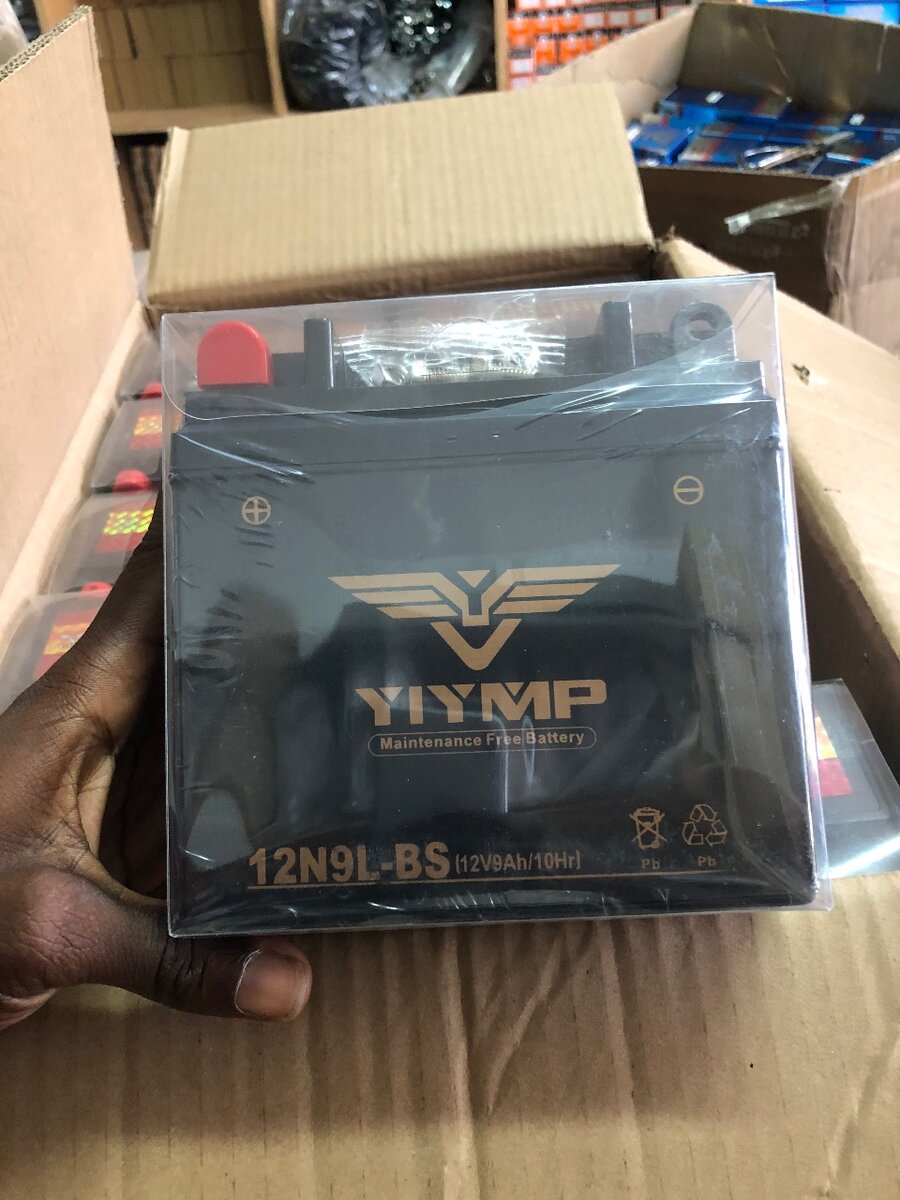 YIYMP
Maintenance Free Battery
12N9L-BS (12V9Ah/10Hr)
Pb Pb